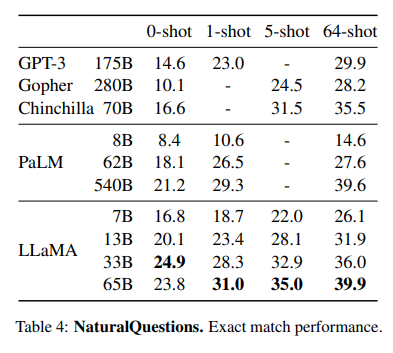 0-shot 1-shot 5-shot 64-shot
GPT-3 175B 14.6 23.0 - 29.9
Gopher 280B 10.1 - 24.5 28.2
Chinchilla 70B 16.6 - 31.5 35.5
8B 8.4 10.6 - 14.6
PaLM 62B 18.1 26.5 - 27.6
540B 21.2 29.3 - 39.6
7B 16.8 18.7 22.0 26.1
LLaMA
13B 20.1 23.4 28.1 31.9
33B 24.9 28.3 32.9 36.0
65B 23.8 31.0 35.0 39.9
Table 4: NaturalQuestions. Exact match performance.